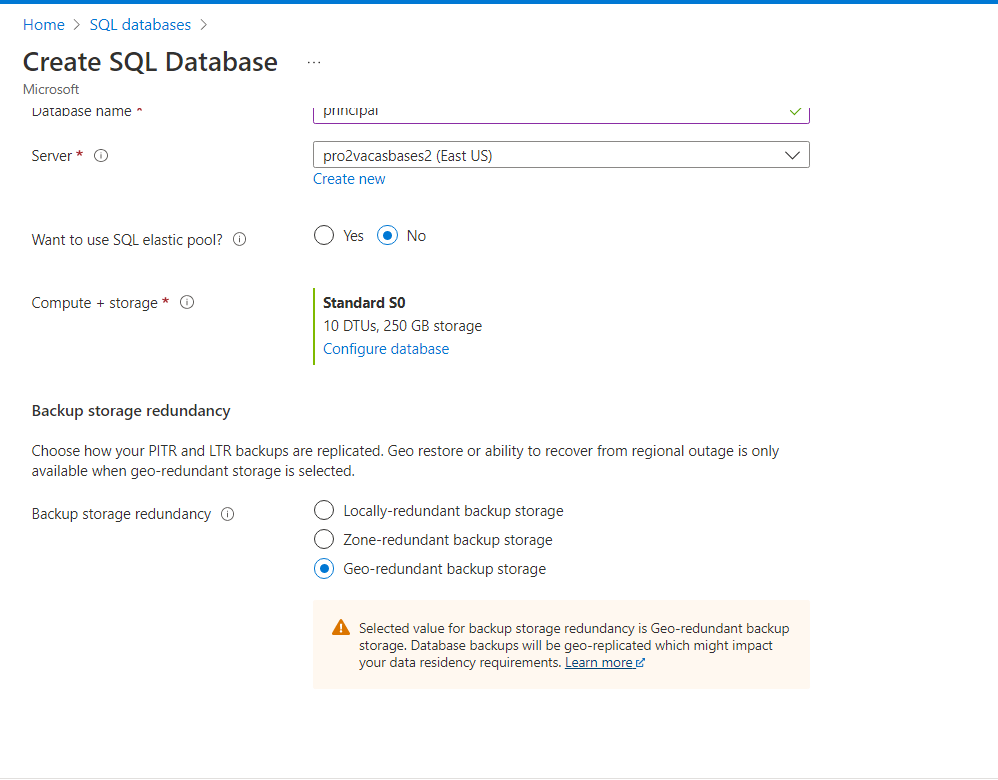 Home > SQL databases >
Create SQL Database ...
Microsoft
Database name * principal
Server * pro2vacasbases2 (East US)
Create new
Want to use SQL elastic pool? Yes No
Compute + storage * Standard S0
10 DTUs, 250 GB storage
Configure database
Backup storage redundancy
Choose how your PITR and LTR backups are replicated. Geo restore or ability to recover from regional outage is only
available when geo-redundant storage is selected.
Backup storage redundancy Locally-redundant backup storage
Zone-redundant backup storage
Geo-redundant backup storage
Selected value for backup storage redundancy is Geo-redundant backup
storage. Database backups will be geo-replicated which might impact
your data residency requirements. Learn more